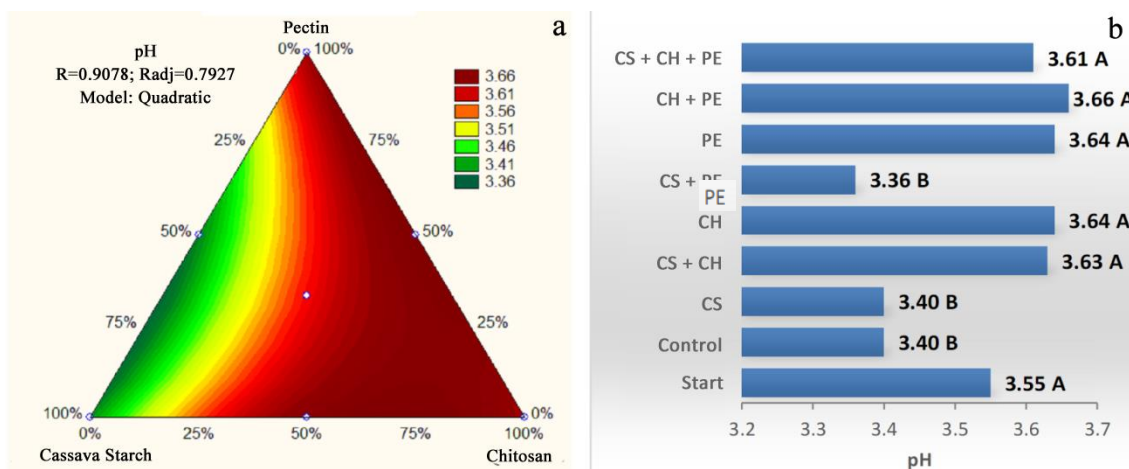 a
Pectin
pH
R=0.9078; Radj=0.7927
Model: Quadratic
0%
100%
3.66
3.61
3.56
3.51
3.46
3.41
3.36
25%
75%
50%
50%
75%
25%
100%
0%
0%
25%
50%
75%
100%
Cassava Starch
Chitosan
b
CS + CH + PE
3.61 A
CH + PE
3.66 A
PE
3.64 A
CS + PE
3.36 B
PE
CH
3.64 A
CS + CH
3.63 A
CS
3.40 B
Control
3.40 B
Start
3.55 A
3.2
3.3
3.4
3.5
3.6
3.7
pH